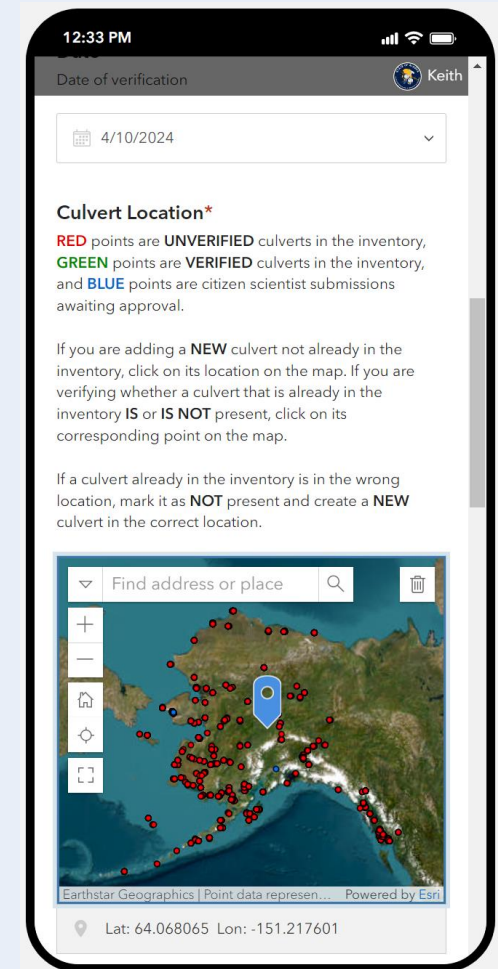 12:33 PM
Date
Date of verification
Keith
4/10/2024
Culvert Location*
RED points are UNVERIFIED culverts in the inventory,
GREEN points are VERIFIED culverts in the inventory,
and BLUE points are citizen scientist submissions
awaiting approval.
If you are adding a NEW culvert not already in the
inventory, click on its location on the map. If you are
verifying whether a culvert that is already in the
inventory IS or IS NOT present, click on its
corresponding point on the map.
If a culvert already in the inventory is in the wrong
location, mark it as NOT present and create a NEW
culvert in the correct location.
Find address or place
Earthstar Geographics | Point data represen... Powered by Esri
Lat: 64.068065 Lon: -151.217601